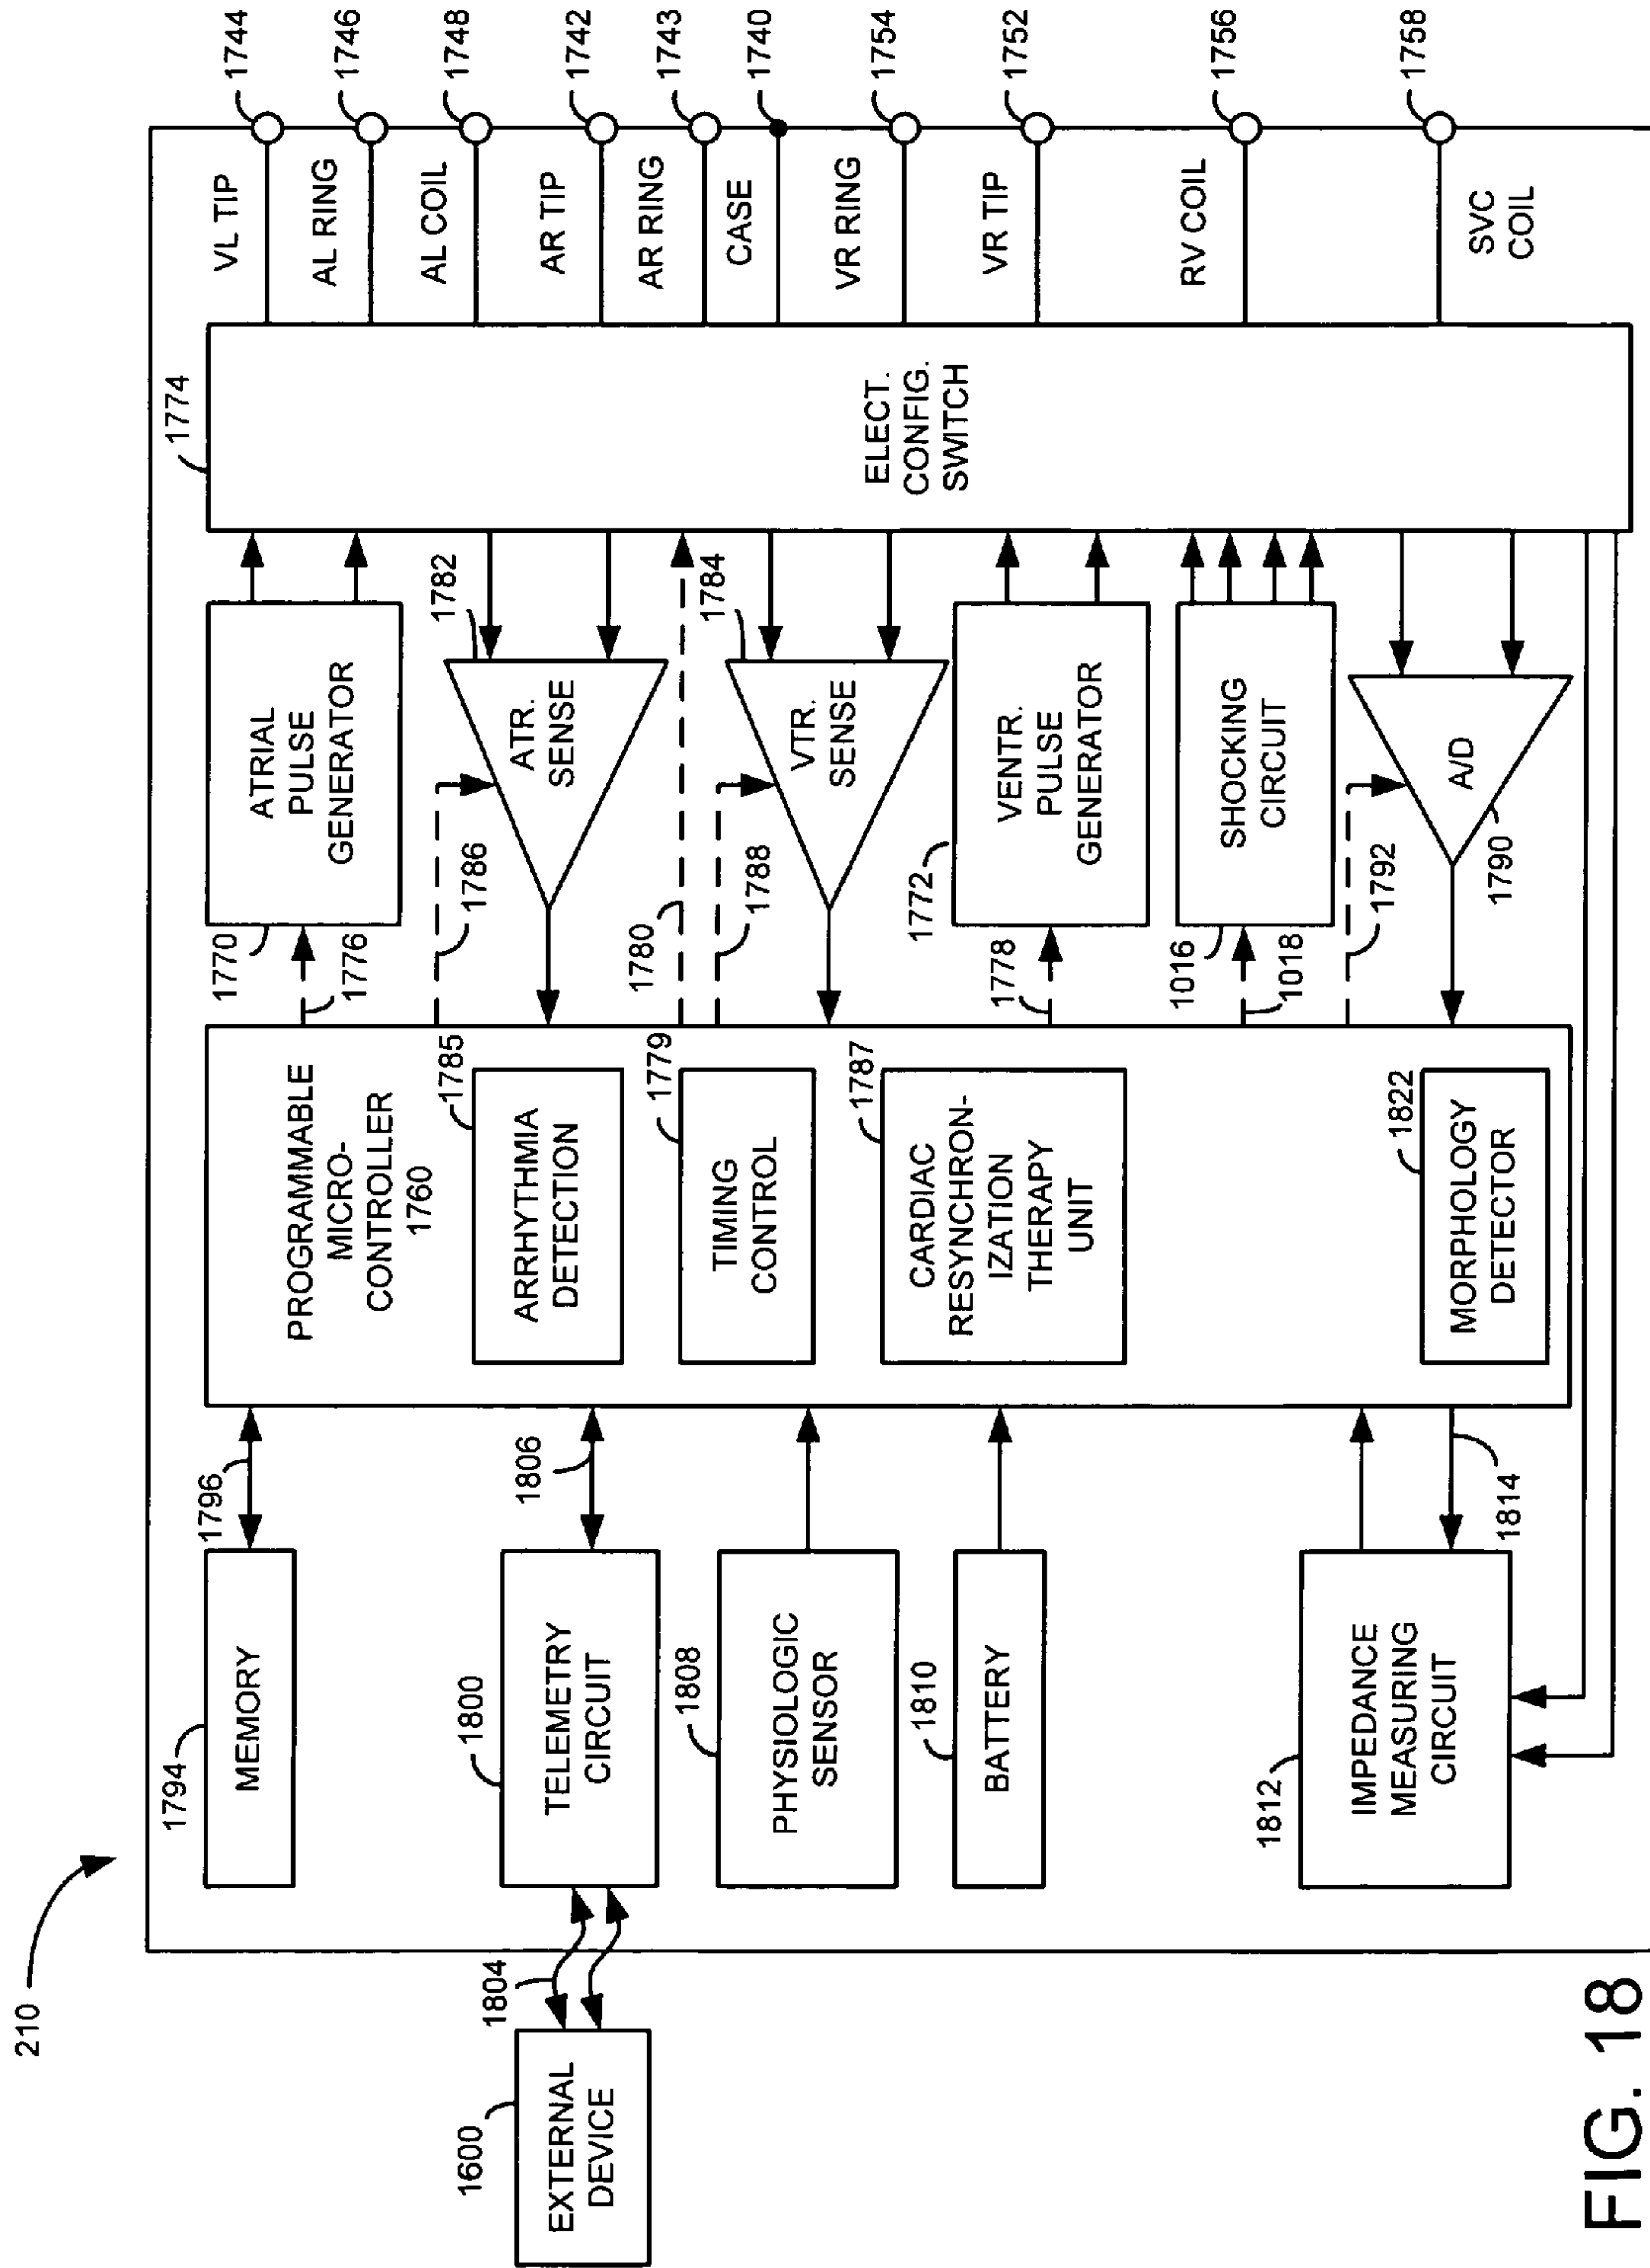 210
1744
1746
1748
1742
1743
1740
1754
1752
1756
1758
VL TIP
AL RING
AL COIL
AR TIP
AR RING
CASE
VR RING
VR TIP
RV COIL
SVC
COIL
1774
ELECT.
CONFIG.
SWITCH
ATRIAL
PULSE
GENERATOR
1770
1776
1782
ATR.
SENSE
1786
1780
1784
VTR.
SENSE
1788
VENTR.
PULSE
GENERATOR
1772
1778
SHOCKING
CIRCUIT
1016
1018
A/D
1790
1792
PROGRAMMABLE
MICRO-
CONTROLLER
1760
1785
ARRHYTHMIA
DETECTION
1779
TIMING
CONTROL
1787
CARDIAC
RESYNCHRON-
IZATION
THERAPY
UNIT
1822
MORPHOLOGY
DETECTOR
1796
1806
1814
1794
MEMORY
1800
TELEMETRY
CIRCUIT
1808
PHYSIOLOGIC
SENSOR
1810
BATTERY
1812
IMPEDANCE
MEASURING
CIRCUIT
1804
1600
EXTERNAL
DEVICE
FIG. 18